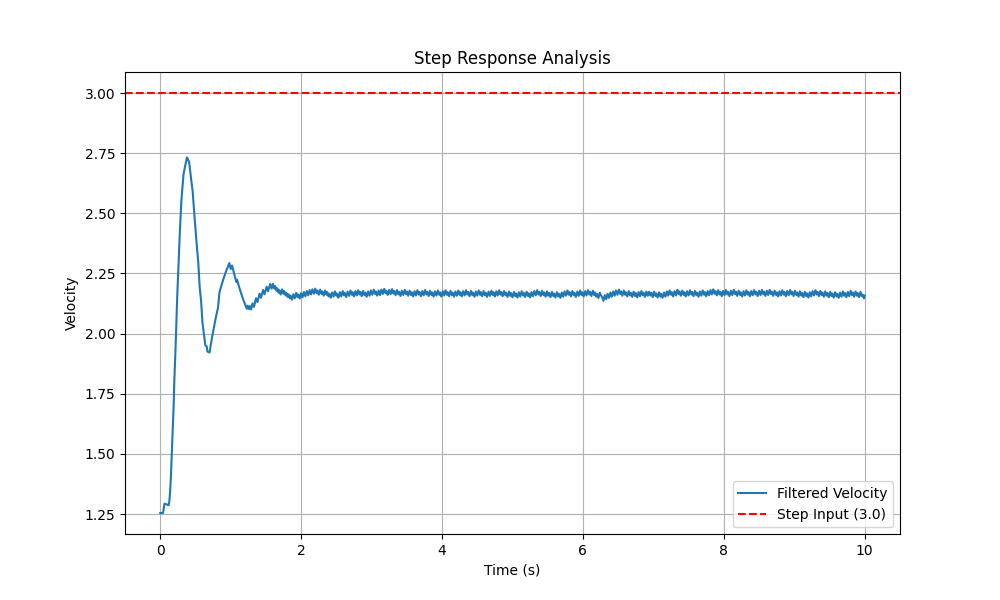 Step Response Analysis
3.00
2.75
2.50
2.25
2.00
1.75
1.50
1.25
Velocity
Filtered Velocity
Step Input (3.0)
0 2 4 6 8 10
Time (s)